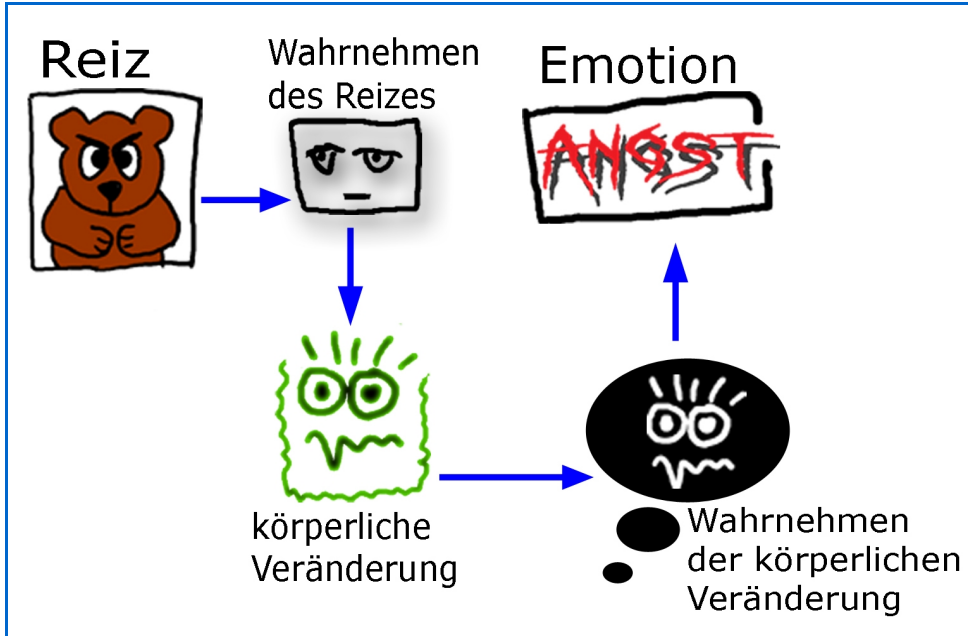 Reiz
Wahrnehmen
des Reizes
Emotion
ANGST
körperliche
Veränderung
Wahrnehmen
der körperlichen
Veränderung